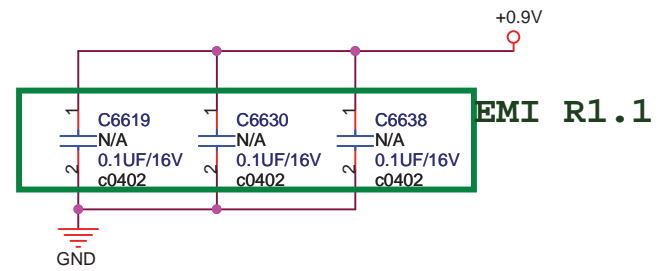 +0.9V
EMI R1.1
1
C6619
N/A
0.1UF/16V
c0402
2
1
C6630
N/A
0.1UF/16V
c0402
2
1
C6638
N/A
0.1UF/16V
c0402
2
GND